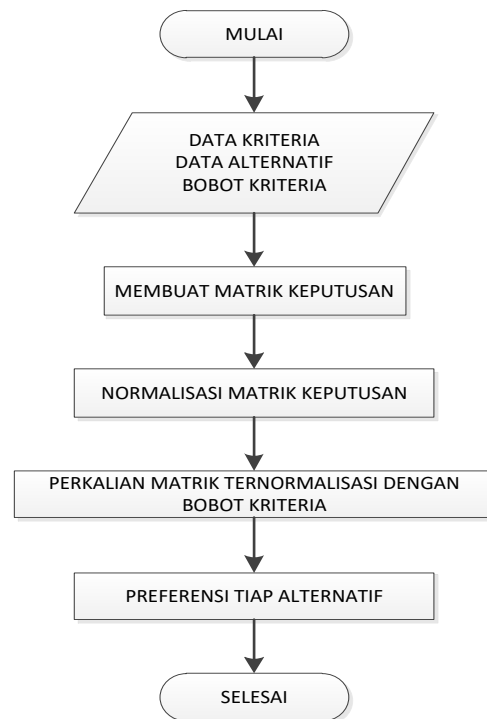 MULAI
DATA KRITERIA
DATA ALTERNATIF
BOBOT KRITERIA
MEMBUAT MATRIK KEPUTUSAN
NORMALISASI MATRIK KEPUTUSAN
PERKALIAN MATRIK TERNORMALISASI DENGAN
BOBOT KRITERIA
PREFERENSI TIAP ALTERNATIF
SELESAI